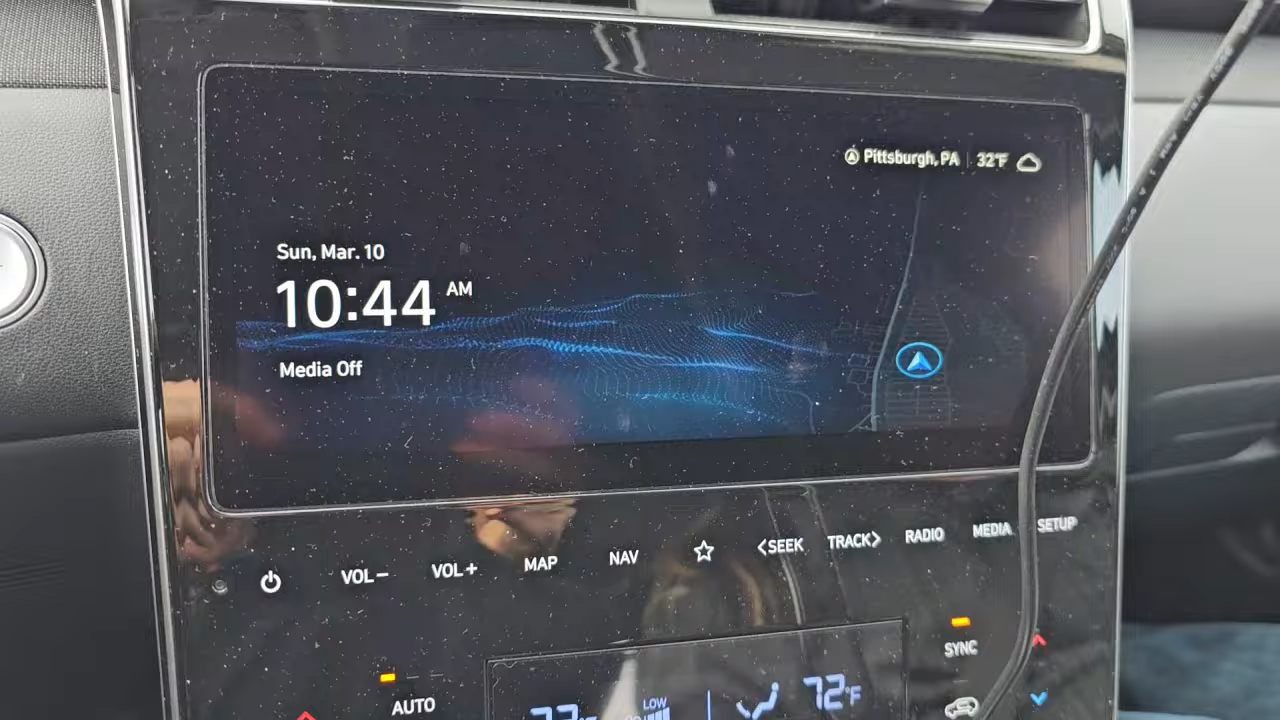 Pittsburgh, PA 32°F
Sun, Mar. 10
10:44 AM
Media Off
VOL− VOL+ MAP NAV <SEEK TRACK> RADIO MEDIA SETUP
SYNC
AUTO
LOW
72°F